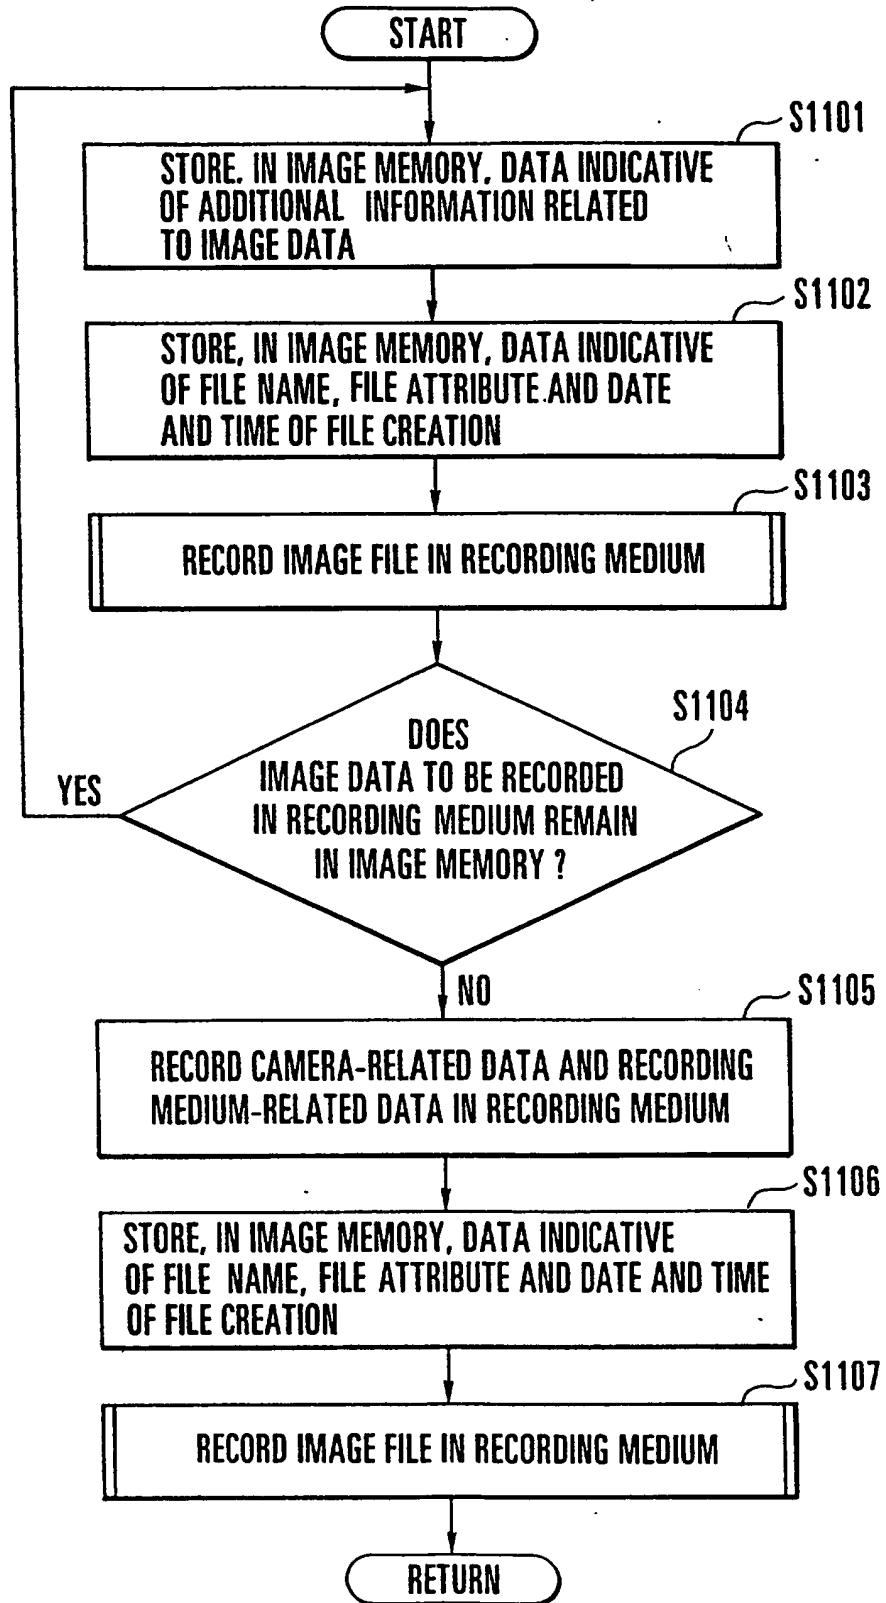 START
S1101
STORE, IN IMAGE MEMORY, DATA INDICATIVE
OF ADDITIONAL INFORMATION RELATED
TO IMAGE DATA
S1102
STORE, IN IMAGE MEMORY, DATA INDICATIVE
OF FILE NAME, FILE ATTRIBUTE AND DATE
AND TIME OF FILE CREATION
S1103
RECORD IMAGE FILE IN RECORDING MEDIUM
S1104
DOES
IMAGE DATA TO BE RECORDED
IN RECORDING MEDIUM REMAIN
IN IMAGE MEMORY ?
YES
NO
S1105
RECORD CAMERA-RELATED DATA AND RECORDING
MEDIUM-RELATED DATA IN RECORDING MEDIUM
S1106
STORE, IN IMAGE MEMORY, DATA INDICATIVE
OF FILE NAME, FILE ATTRIBUTE AND DATE AND TIME
OF FILE CREATION
S1107
RECORD IMAGE FILE IN RECORDING MEDIUM
RETURN